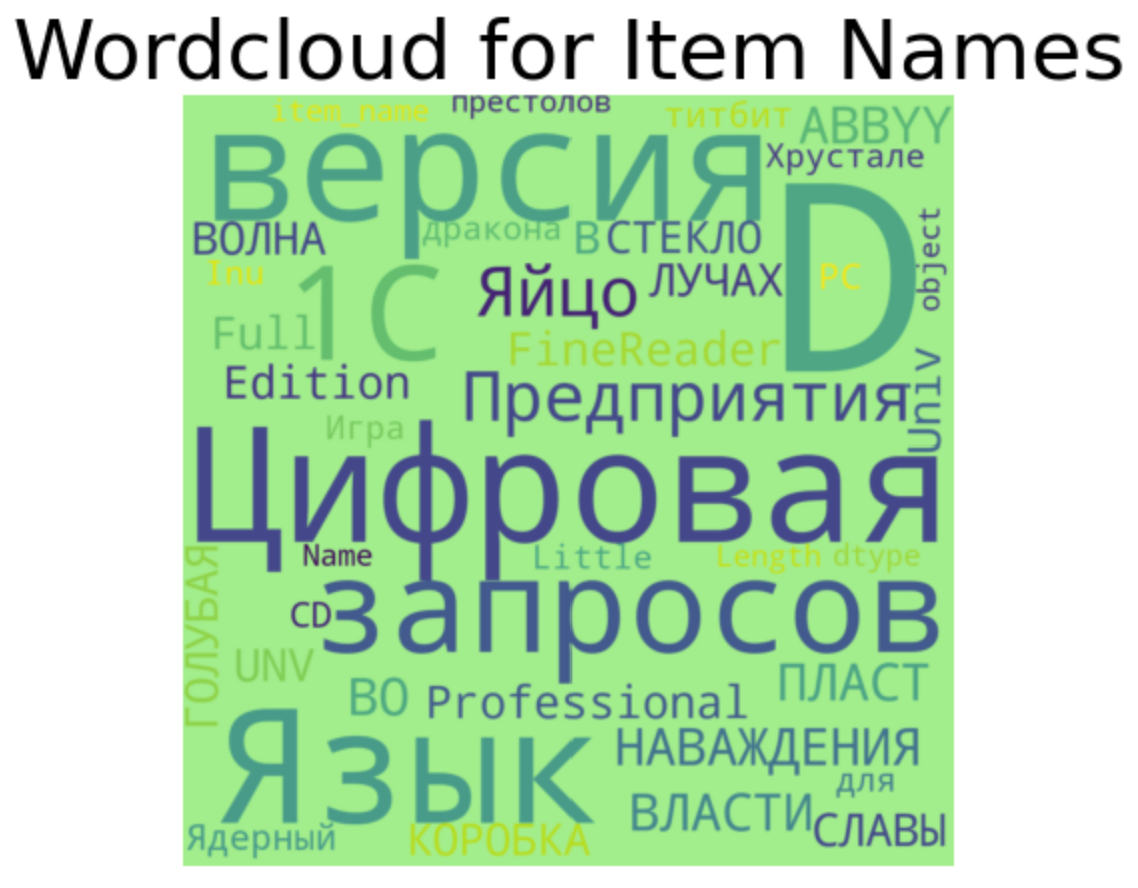 Wordcloud for Item Names
item_name
престолов
титбит
ABBYY
версия
Хрустале
D
object
ВОЛНА
дракона
В
СТЕКЛО
Inu
1С
Яйцо
ЛУЧАХ
PC
Full
FineReader
Edition
Предприятия
Univ
Игра
Цифровая
Name
Little
Length
dtype
ГОЛУБАЯ
CD
запросов
UNV
ВО
Professional
ПЛАСТ
Язык
НАВАЖДЕНИЯ
для
ВЛАСТИ
СЛАВЫ
Ядерный
КОРОБКА